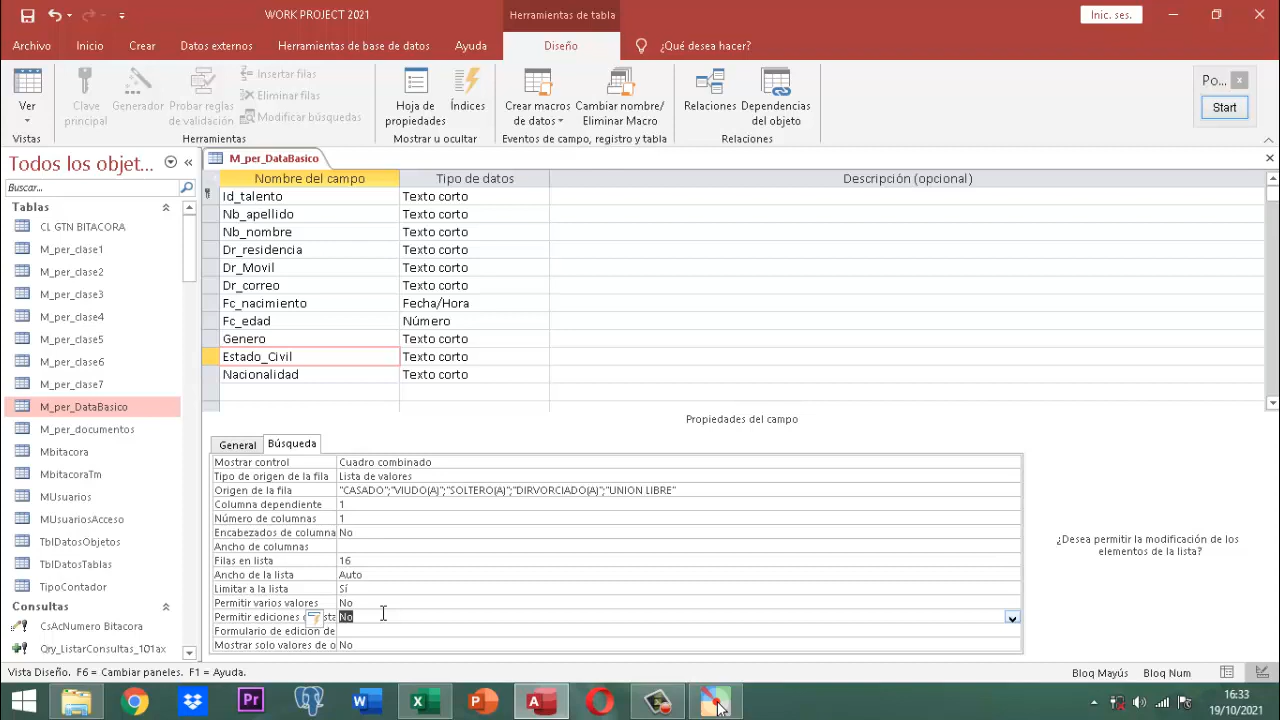 WORK PROJECT 2021
Herramientas de tabla
Inic. ses.
Archivo Inicio Crear Datos externos Herramientas de base de datos Ayuda Diseño ¿Qué desea hacer?
Ver
Vistas
Clave principal
Generador
Probar reglas de validación
Insertar filas
Eliminar filas
Modificar búsquedas
Herramientas
Hoja de propiedades
Índices
Mostrar u ocultar
Crear macros de datos
Cambiar nombre/ Eliminar Macro
Eventos de campo, registro y tabla
Relaciones
Dependencias del objeto
Relaciones
Po... x
Start
Todos los objet...
Buscar...
Tablas
CL GTN BITACORA
M_per_clase1
M_per_clase2
M_per_clase3
M_per_clase4
M_per_clase5
M_per_clase6
M_per_clase7
M_per_DataBasico
M_per_documentos
Mbitacora
MbitacoraTm
MUsuarios
MUsuariosAcceso
TblDatosObjetos
TblDatosTablas
TipoContador
Consultas
CsAcNumero Bitacora
Qry_ListarConsultas_101ax
M_per_DataBasico
Nombre del campo Tipo de datos Descripción (opcional)
Id_talento Texto corto
Nb_apellido Texto corto
Nb_nombre Texto corto
Dr_residencia Texto corto
Dr_Movil Texto corto
Dr_correo Texto corto
Fc_nacimiento Fecha/Hora
Fc_edad Número
Genero Texto corto
Estado_Civil Texto corto
Nacionalidad Texto corto
Propiedades del campo
General Búsqueda
Mostrar control Cuadro combinado
Tipo de origen de la fila Lista de valores
Origen de la fila "CASADO";"VIUDO(A)";"SOLTERO(A)";"DIRVORCIADO(A)";"UNION LIBRE"
Columna dependiente 1
Número de columnas 1
Encabezados de columna No
Ancho de columnas
Filas en lista 16
Ancho de la lista Auto
Limitar a la lista Sí
Permitir varios valores No
Permitir ediciones sta No
Formulario de edición de
Mostrar solo valores de o No
¿Desea permitir la modificación de los
elementos de la lista?
Vista Diseño. F6 = Cambiar paneles. F1 = Ayuda.
Bloq Mayús Bloq Num
16:33
19/10/2021